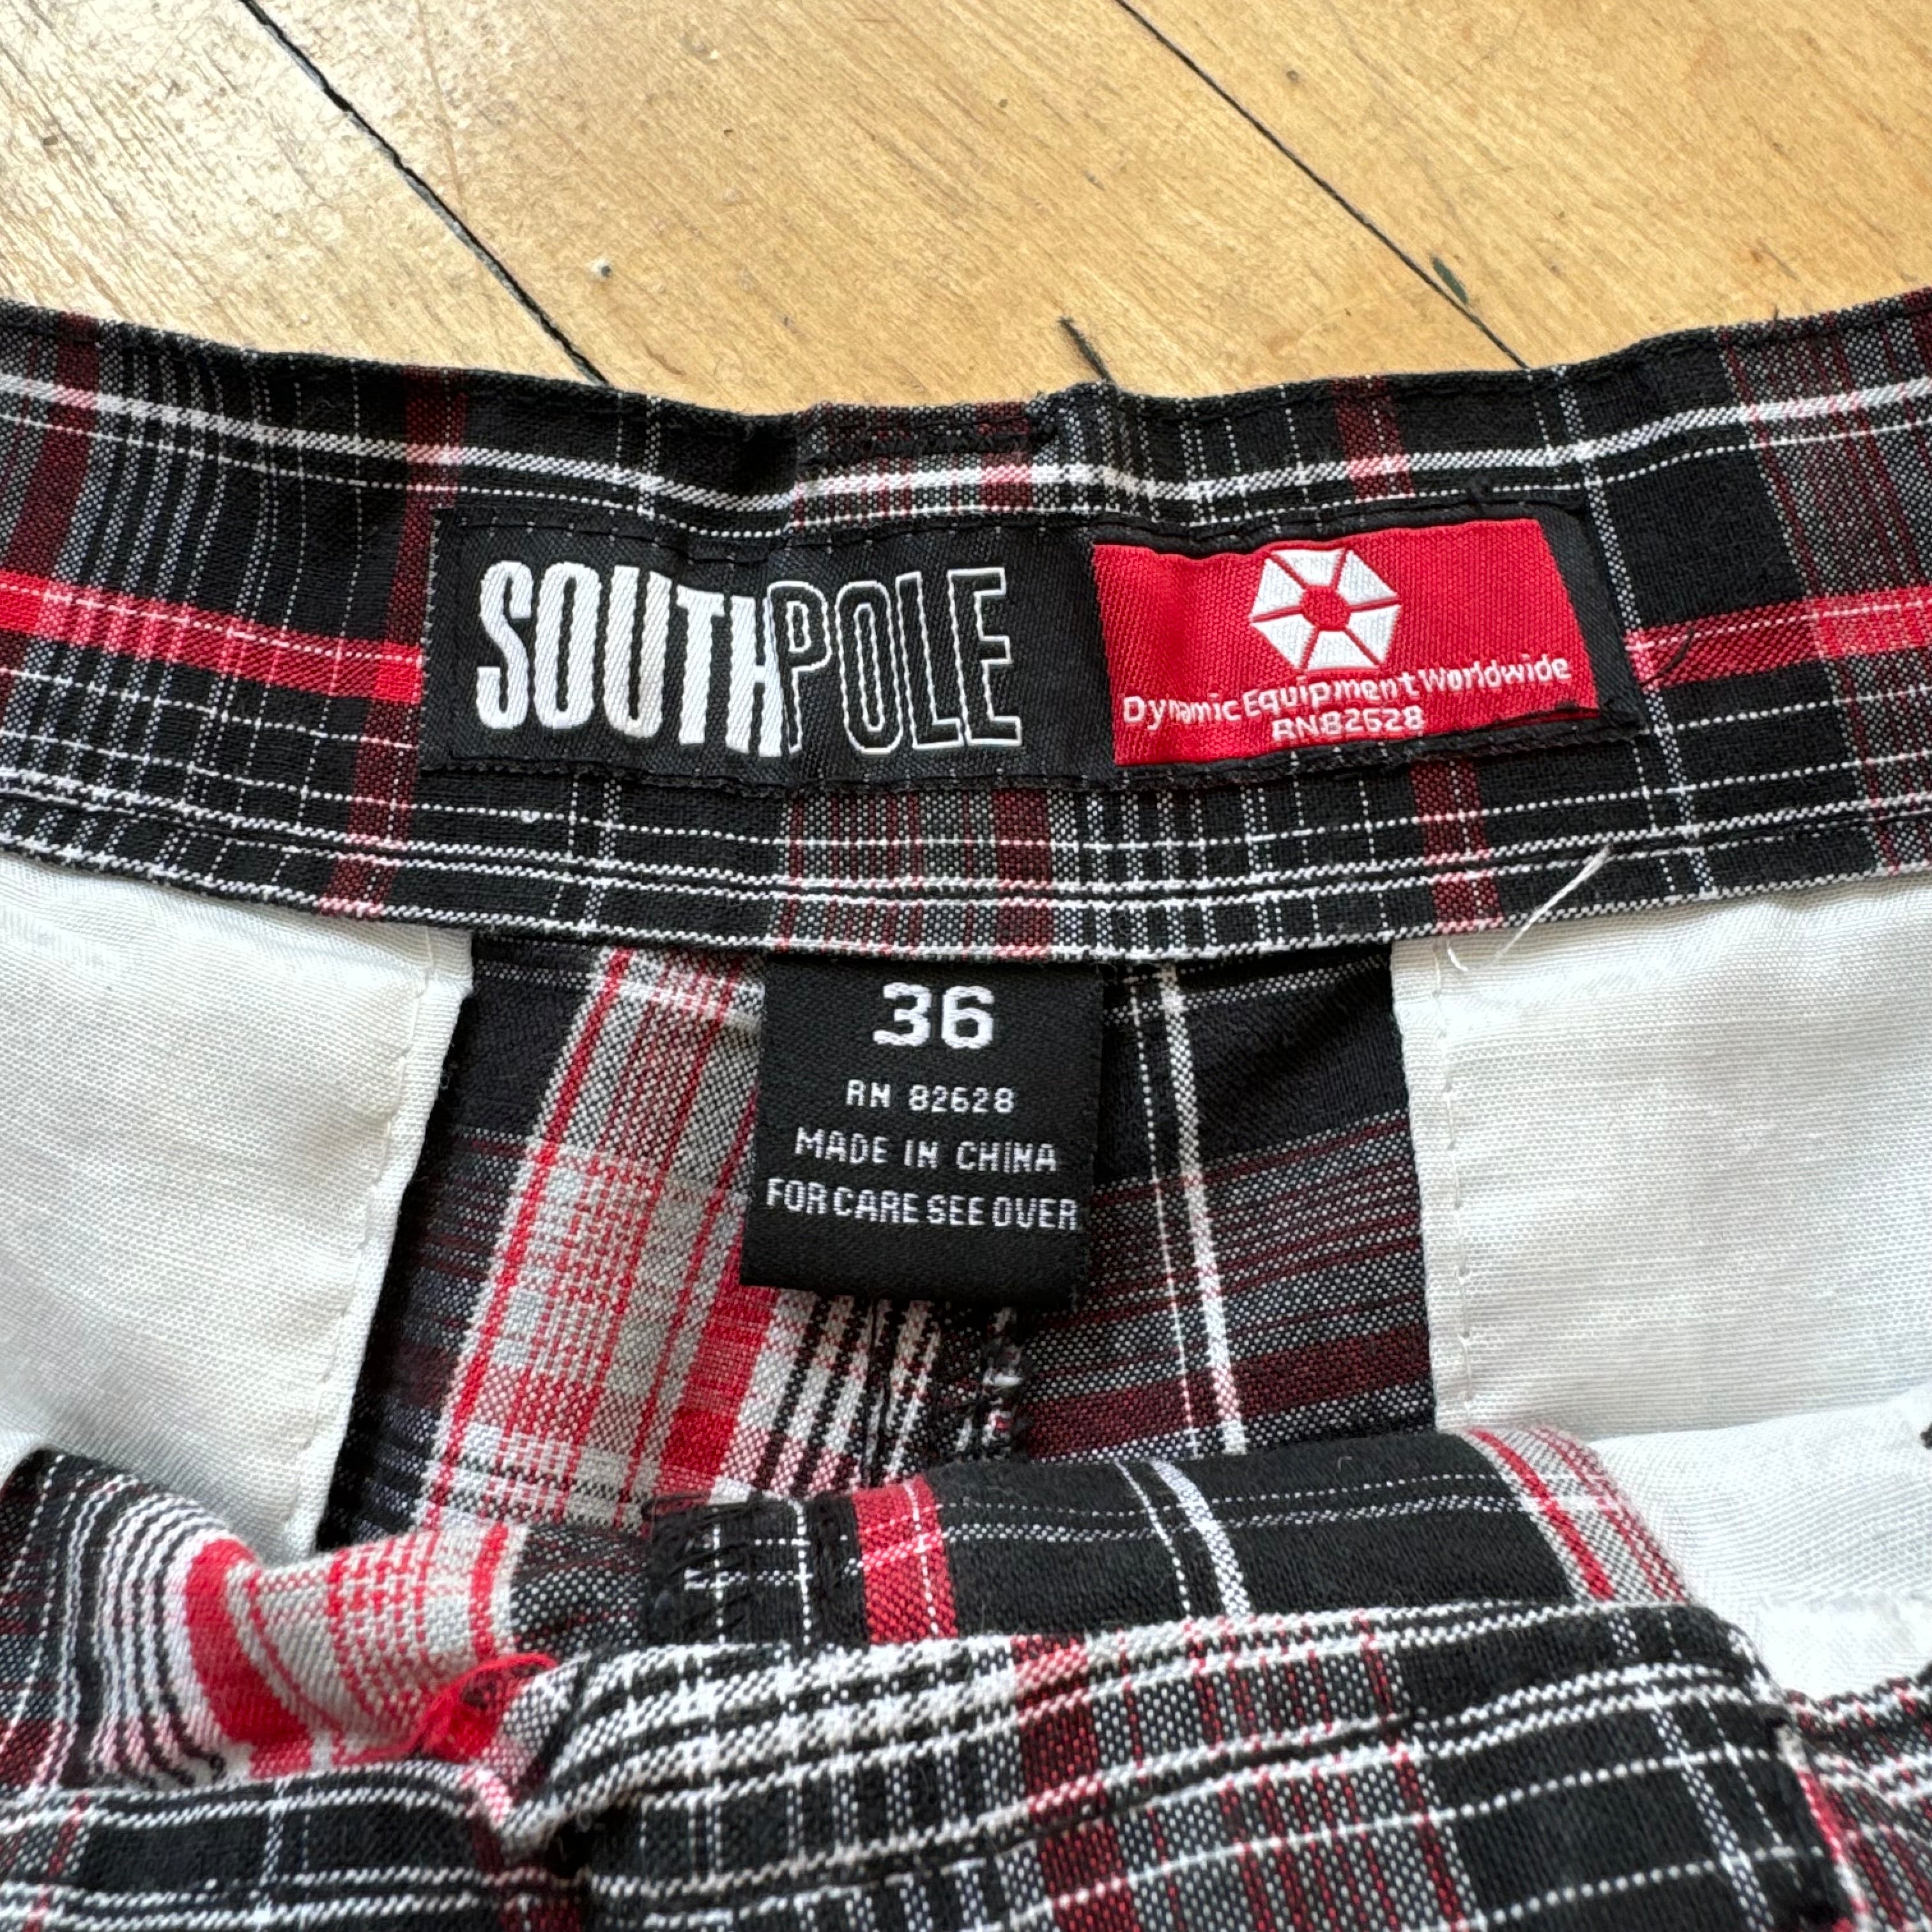 SOUTHPOLE
Dynamic Equipment Worldwide
RN82628
36
RN 82628
MADE IN CHINA
FOR CARE SEE OVER